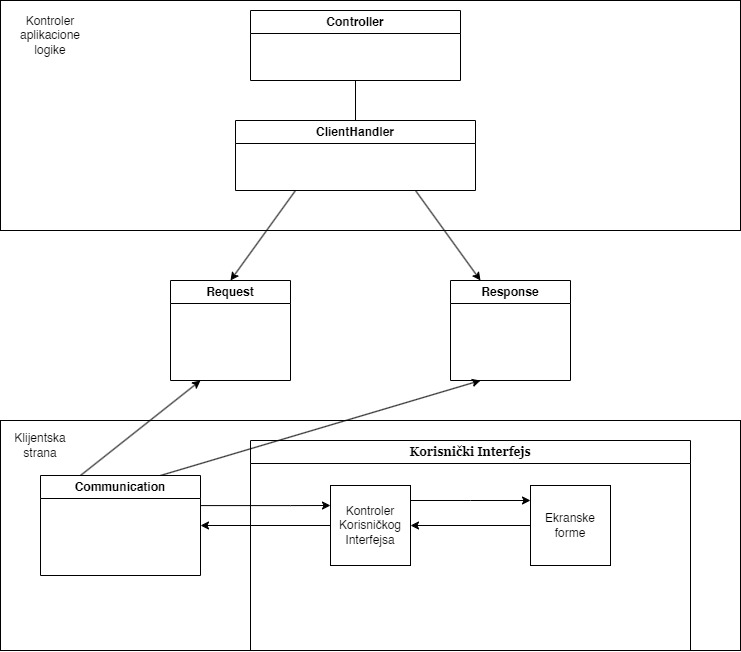 Kontroler
aplikacione
logike
Controller
ClientHandler
Request
Response
Klijentska
strana
Korisnički Interfejs
Communication
Kontroler
Korisničkog
Interfejsa
Ekranske
forme